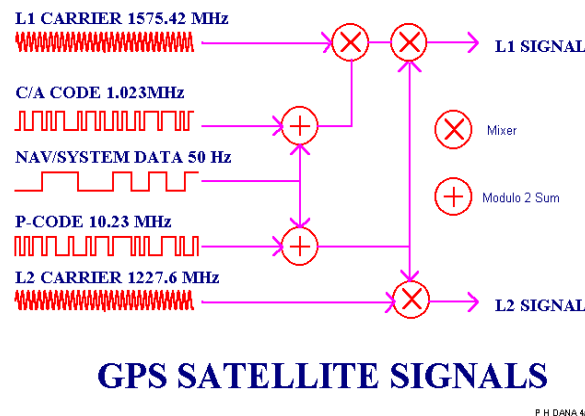 L1 CARRIER 1575.42 MHz
L1 SIGNAL
C/A CODE 1.023MHz
Mixer
NAV/SYSTEM DATA 50 Hz
Modulo 2 Sum
P-CODE 10.23 MHz
L2 CARRIER 1227.6 MHz
L2 SIGNAL
GPS SATELLITE SIGNALS
P H DANA 4/